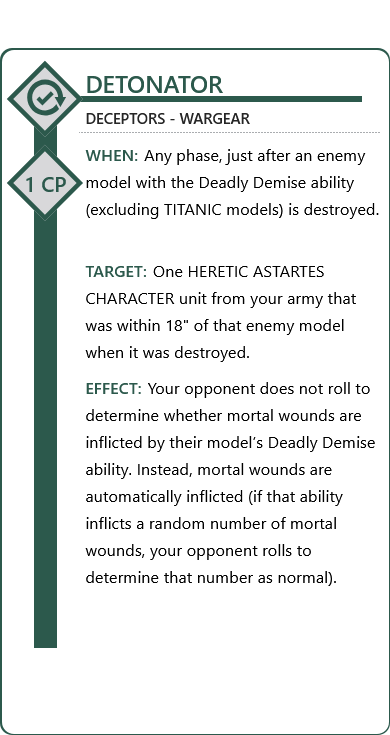 DETONATOR
DECEPTORS - WARGEAR
1 CP
WHEN: Any phase, just after an enemy
model with the Deadly Demise ability
(excluding TITANIC models) is destroyed.
TARGET: One HERETIC ASTARTES
CHARACTER unit from your army that
was within 18" of that enemy model
when it was destroyed.
EFFECT: Your opponent does not roll to
determine whether mortal wounds are
inflicted by their model’s Deadly Demise
ability. Instead, mortal wounds are
automatically inflicted (if that ability
inflicts a random number of mortal
wounds, your opponent rolls to
determine that number as normal).